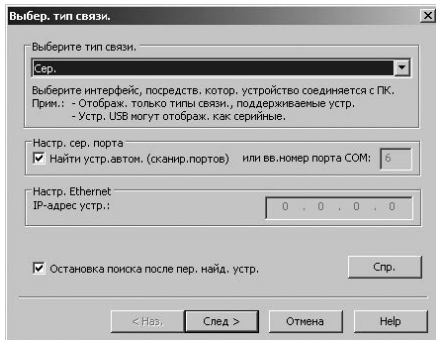 Выбер. тип связи.
Выберите тип связи.
Сер.
Выберите интерфейс, посредств. котор. устройство соединяется с ПК.
Прим.: - Отображ. только типы связи., поддерживаемые устр.
- Устр. USB могут отображ. как серийные.
Настр. сер. порта
Найти устр.автом. (сканир.портов) или вв.номер порта COM: 6
Настр. Ethernet
IP-адрес устр.: 0 . 0 . 0 . 0
Остановка поиска после пер. найд. устр. Спр.
< Наз. След > Отмена Help